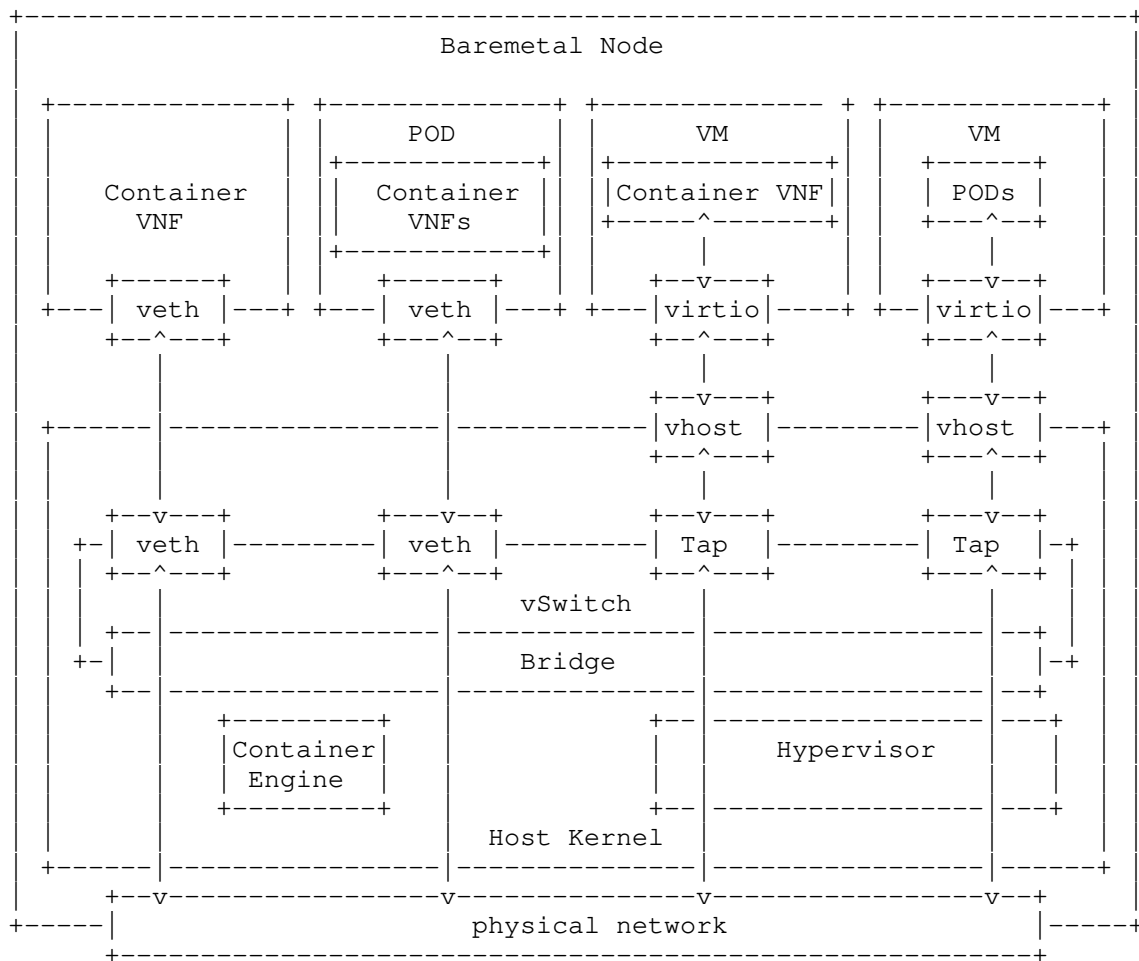 Baremetal Node
POD VM VM
Container Container Container VNF PODs
VNF VNFs
veth veth virtio virtio
vhost vhost
veth veth Tap Tap
vSwitch
Bridge
Container Hypervisor
Engine
Host Kernel
physical network